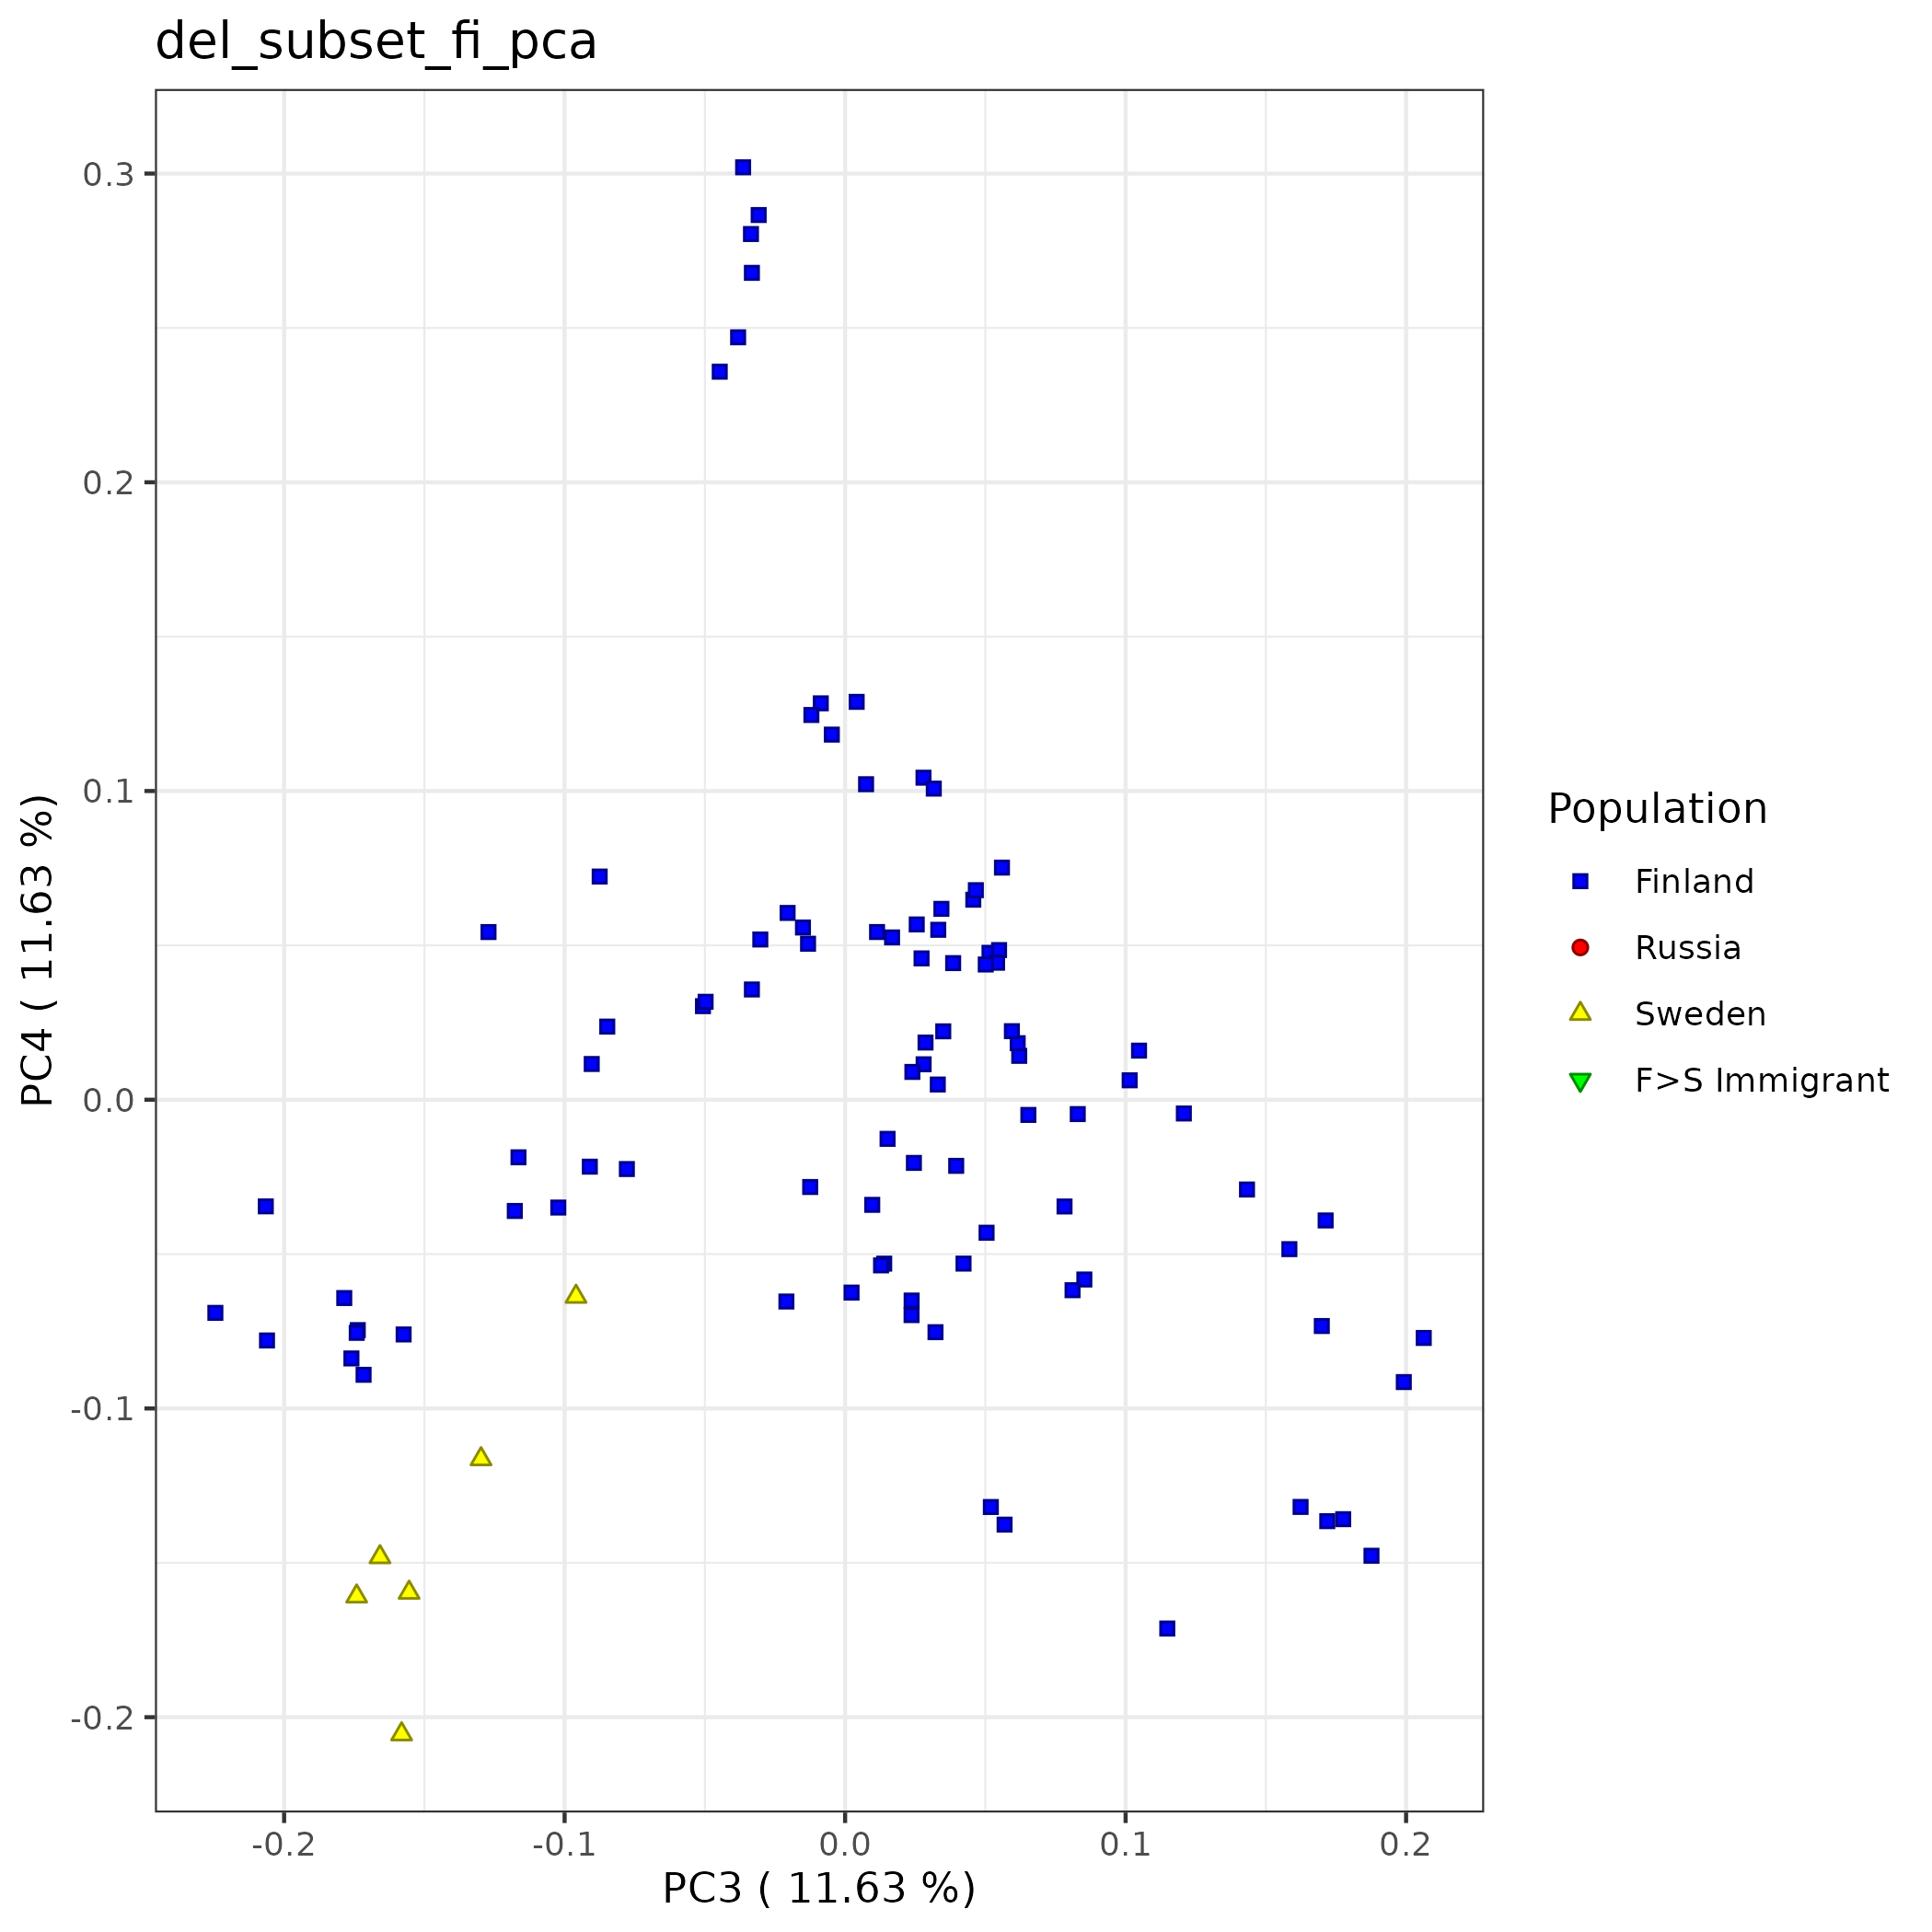 del_subset_fi_pca
0.3
0.2
0.1
0.0
-0.1
-0.2
PC4 ( 11.63 %)
-0.2 -0.1 0.0 0.1 0.2
PC3 ( 11.63 %)
Population
Finland
Russia
Sweden
F>S Immigrant